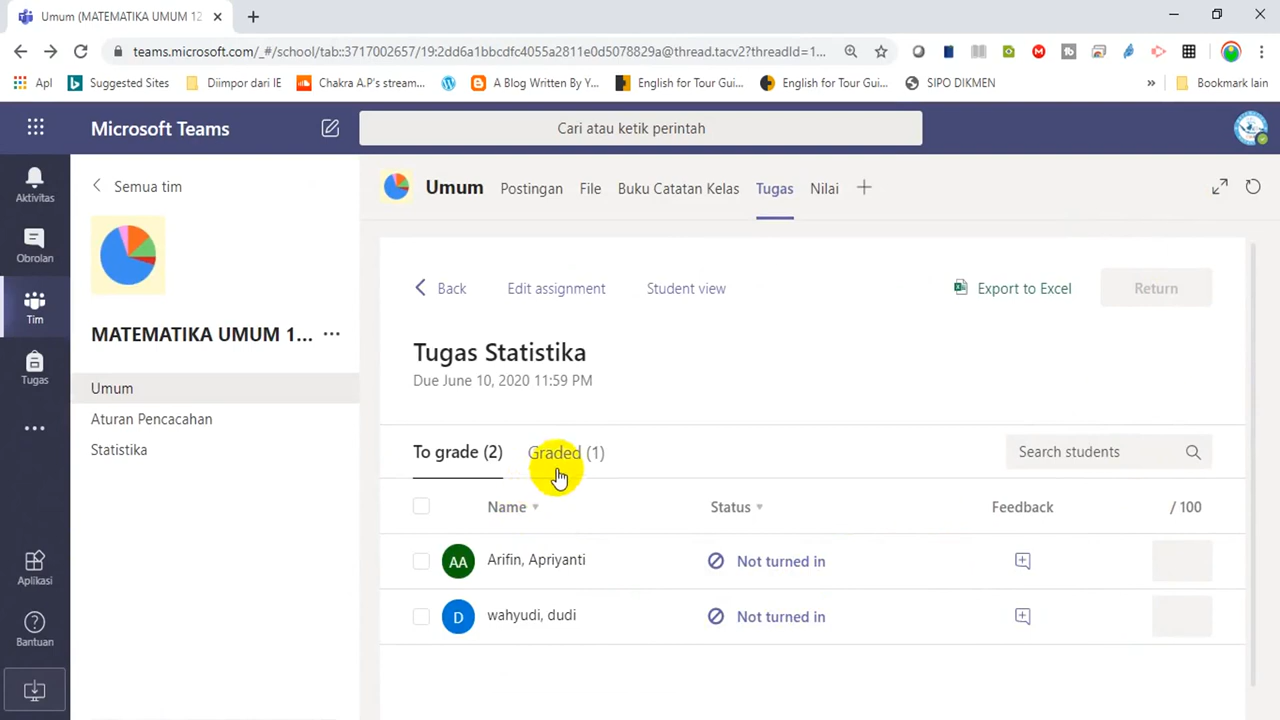 Umum (MATEMATIKA UMUM 12
teams.microsoft.com/_#/school/tab::3717002657/19:2dd6a1bbcdfc4055a2811e0d5078829a@thread.tacv2?threadId=...
Apl
Suggested Sites
Diimpor dari IE
Chakra A.P's stream...
A Blog Written By Y...
English for Tour Gui...
English for Tour Gui...
SIPO DIKMEN
»
Bookmark lain
Microsoft Teams
Cari atau ketik perintah
Aktivitas
Obrolan
Tim
Tugas
Aplikasi
Bantuan
Semua tim
MATEMATIKA UMUM 1... ...
Umum
Aturan Pencacahan
Statistika
Umum Postingan File Buku Catatan Kelas Tugas Nilai +
Back Edit assignment Student view Export to Excel Return
Tugas Statistika
Due June 10, 2020 11:59 PM
To grade (2) Graded (1) Search students
Name Status Feedback / 100
AA Arifin, Apriyanti Not turned in
D wahyudi, dudi Not turned in